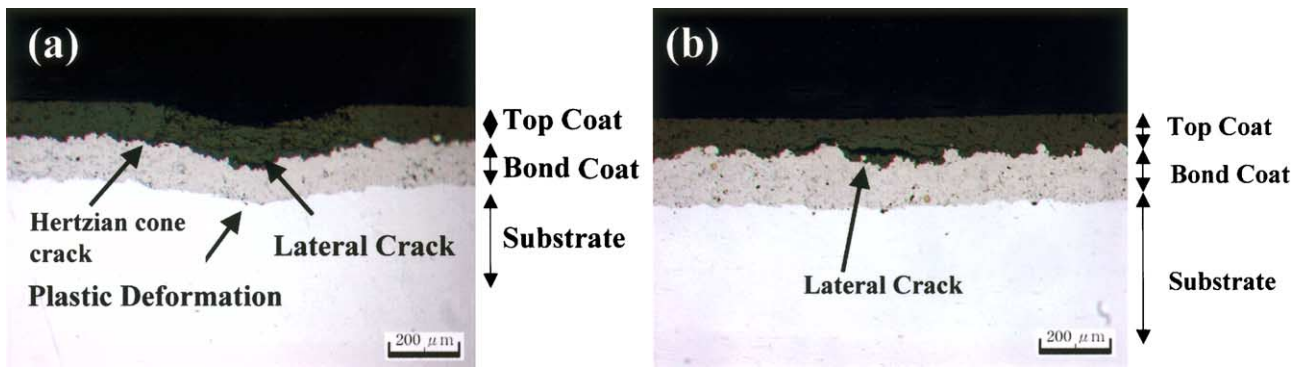 (a)
Top Coat
Bond Coat
Hertzian cone
crack
Lateral Crack
Substrate
Plastic Deformation
200 μm
(b)
Top Coat
Bond Coat
Lateral Crack
Substrate
200 μm